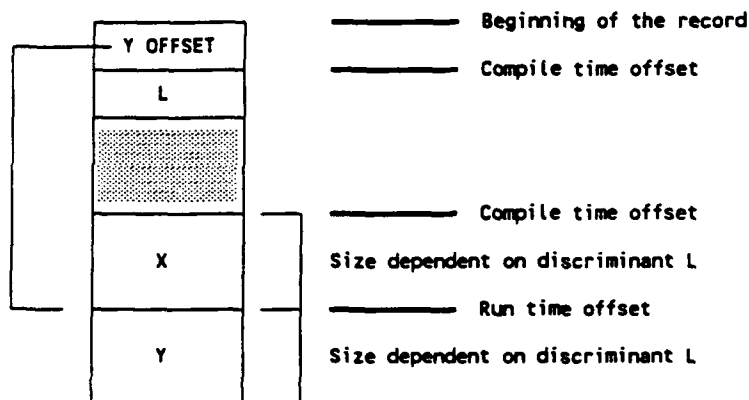 Beginning of the record
Y OFFSET
Compile time offset
L
Compile time offset
X
Size dependent on discriminant L
Run time offset
Y
Size dependent on discriminant L